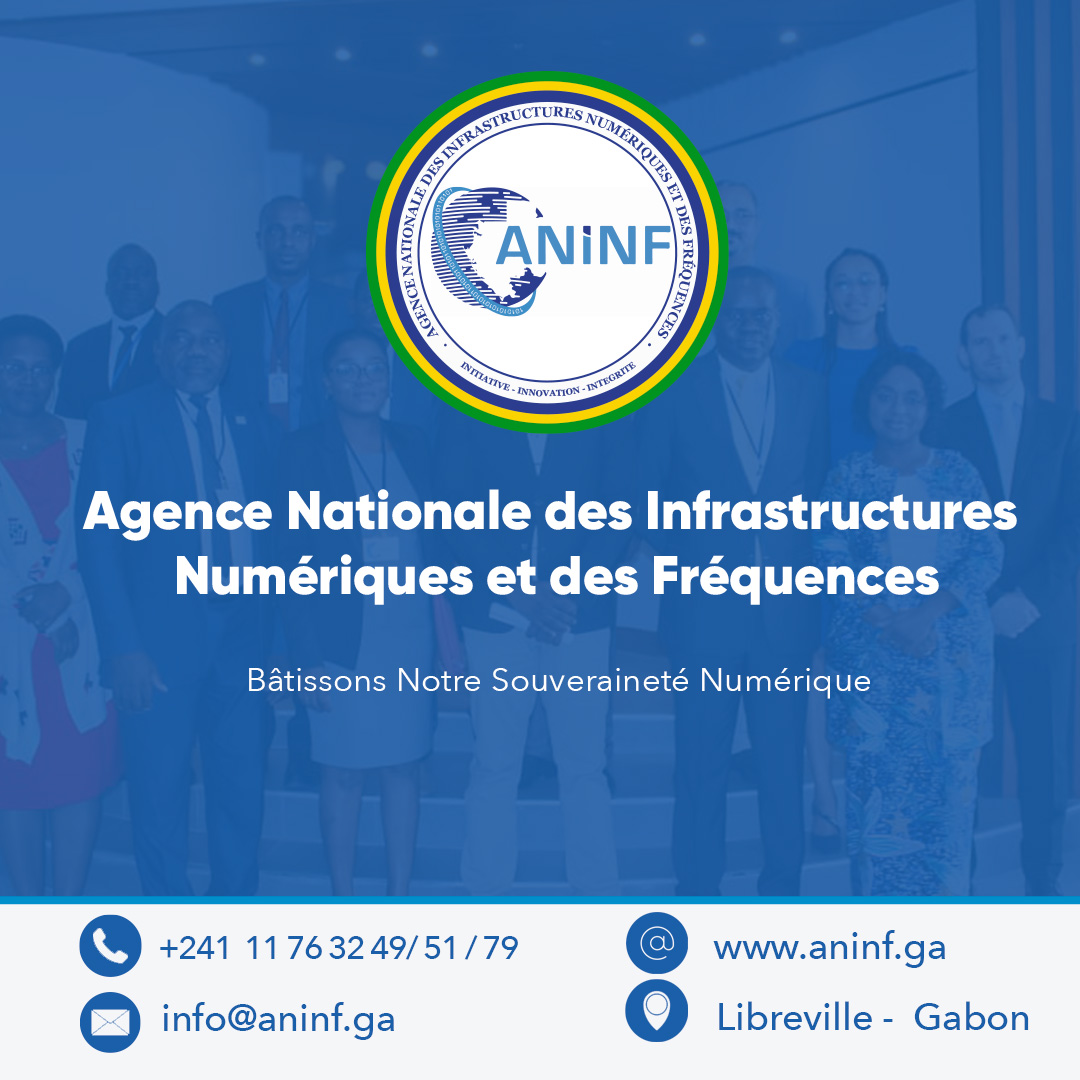 AGENCE NATIONALE DES INFRASTRUCTURES NUMÉRIQUES ET DES FRÉQUENCES
ANiNF
INITIATIVE - INNOVATION - INTEGRITE
Agence Nationale des Infrastructures
Numériques et des Fréquences
Bâtissons Notre Souveraineté Numérique
+241 11 76 32 49/ 51 / 79
www.aninf.ga
info@aninf.ga
Libreville - Gabon